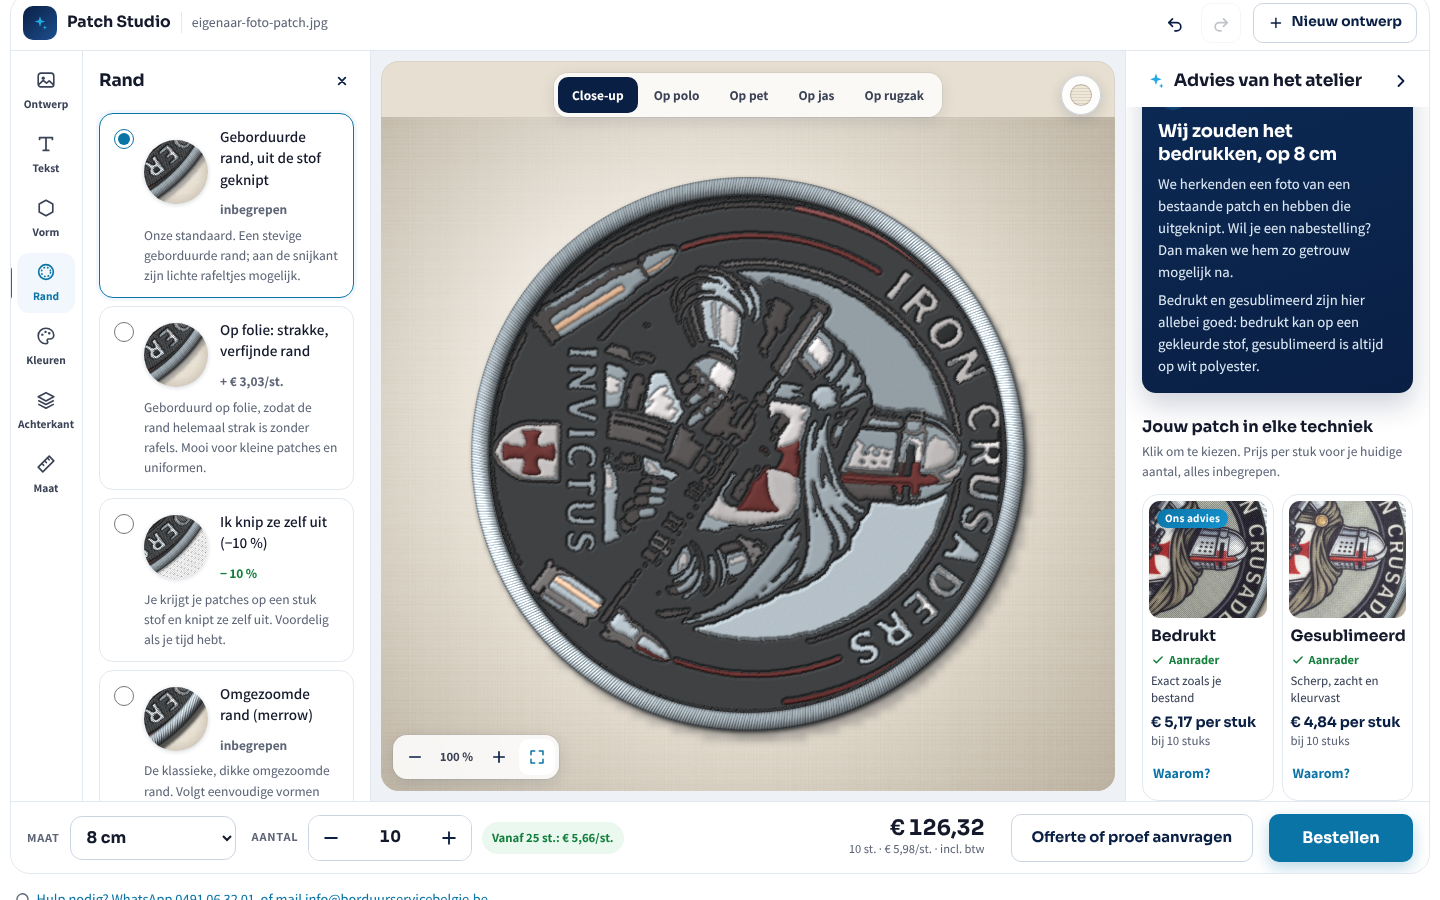 Patch Studio
eigenaar-foto-patch.jpg
Nieuw ontwerp
Ontwerp
Tekst
Vorm
Rand
Kleuren
Achterkant
Maat
Rand
Geborduurde
rand, uit de stof
geknipt
inbegrepen
Onze standaard. Een stevige
geborduurde rand; aan de snijkant
zijn lichte rafeltjes mogelijk.
Op folie: strakke,
verfijnde rand
+ € 3,03/st.
Geborduurd op folie, zodat de
rand helemaal strak is zonder
rafels. Mooi voor kleine patches en
uniformen.
Ik knip ze zelf uit
(−10 %)
− 10 %
Je krijgt je patches op een stuk
stof en knipt ze zelf uit. Voordelig
als je tijd hebt.
Omgezoomde
rand (merrow)
inbegrepen
De klassieke, dikke omgezoomde
rand. Volgt eenvoudige vormen
Close-up
Op polo
Op pet
Op jas
Op rugzak
IRON CRUSADERS
INVICTUS
100 %
Advies van het atelier
Wij zouden het
bedrukken, op 8 cm
We herkenden een foto van een
bestaande patch en hebben die
uitgeknipt. Wil je een nabestelling?
Dan maken we hem zo getrouw
mogelijk na.
Bedrukt en gesublimeerd zijn hier
allebei goed: bedrukt kan op een
gekleurde stof, gesublimeerd is altijd
op wit polyester.
Jouw patch in elke techniek
Klik om te kiezen. Prijs per stuk voor je huidige
aantal, alles inbegrepen.
Ons advies
Bedrukt
Aanrader
Exact zoals je
bestand
€ 5,17 per stuk
bij 10 stuks
Waarom?
Gesublimeerd
Aanrader
Scherp, zacht en
kleurvast
€ 4,84 per stuk
bij 10 stuks
Waarom?
MAAT
8 cm
AANTAL
10
Vanaf 25 st.: € 5,66/st.
€ 126,32
10 st. · € 5,98/st. · incl. btw
Offerte of proef aanvragen
Bestellen
Hulp nodig? WhatsApp 0491 06 32 01 of mail info@borduurservicebelgie.be